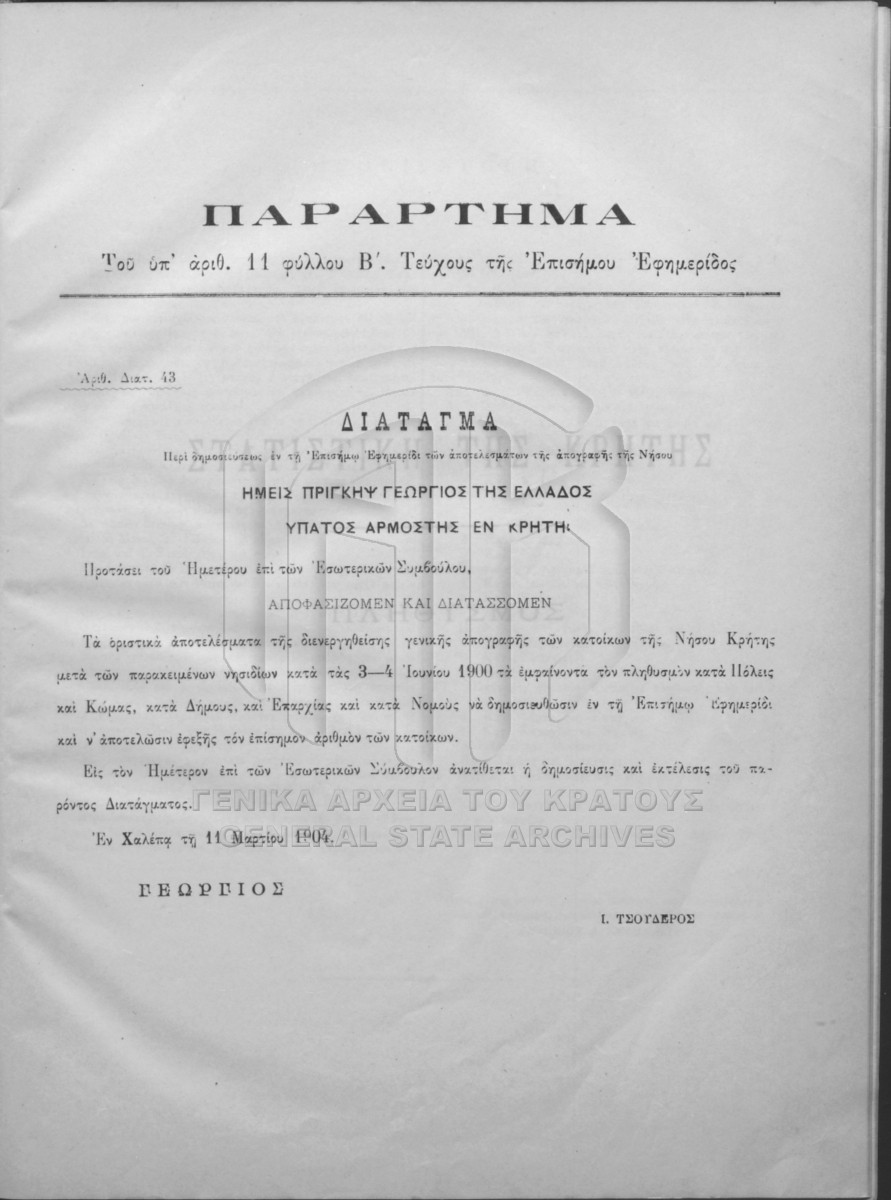 ΠΑΡΑΡΤΗΜΑ
Τοῦ ὑπ' ἀριθ. 11 φύλλου Β'. Τεύχους τῆς Ἐπισήμου Ἐφημερίδος
Ἀριθ. Διατ. 43
ΔΙΑΤΑΓΜΑ
Περὶ δημοσιεύσεως ἐν τῇ Ἐπισήμῳ Ἐφημερίδι τῶν ἀποτελεσμάτων τῆς ἀπογραφῆς τῆς Νήσου
ΗΜΕΙΣ ΠΡΙΓΚΗΨ ΓΕΩΡΓΙΟΣ ΤΗΣ ΕΛΛΑΔΟΣ
ΥΠΑΤΟΣ ΑΡΜΟΣΤΗΣ ΕΝ ΚΡΗΤΗι
Προτάσει τοῦ Ἡμετέρου ἐπὶ τῶν Ἐσωτερικῶν Συμβούλου,
ΑΠΟΦΑΣΙΖΟΜΕΝ ΚΑΙ ΔΙΑΤΑΣΣΟΜΕΝ
Τὰ ὁριστικὰ ἀποτελέσματα τῆς διενεργηθείσης γενικῆς ἀπογραφῆς τῶν κατοίκων τῆς Νήσου Κρήτης
μετὰ τῶν παρακειμένων νησιδίων κατὰ τὰς 3—4 Ἰουνίου 1900 τὰ ἐμφαίνοντα τὸν πληθυσμὸν κατὰ Πόλεις
καὶ Κώμας, κατὰ Δήμους, καὶ Ἐπαρχίας καὶ κατὰ Νομοὺς νὰ δημοσιευθῶσιν ἐν τῇ Ἐπισήμῳ Ἐφημερίδι
καὶ ν' ἀποτελῶσιν ἐφεξῆς τὸν ἐπίσημον ἀριθμὸν τῶν κατοίκων.
Εἰς τὸν Ἡμέτερον ἐπὶ τῶν Ἐσωτερικῶν Σύμβουλον ἀνατίθεται ἡ δημοσίευσις καὶ ἐκτέλεσις τοῦ πα-
ρόντος Διατάγματος.
Ἐν Χαλέπᾳ τῇ 11 Μαρτίου 1904.
ΓΕΩΡΓΙΟΣ
Ι. ΤΣΟΥΔΕΡΟΣ
ΓΕΝΙΚΑ ΑΡΧΕΙΑ ΤΟΥ ΚΡΑΤΟΥΣ
GENERAL STATE ARCHIVES